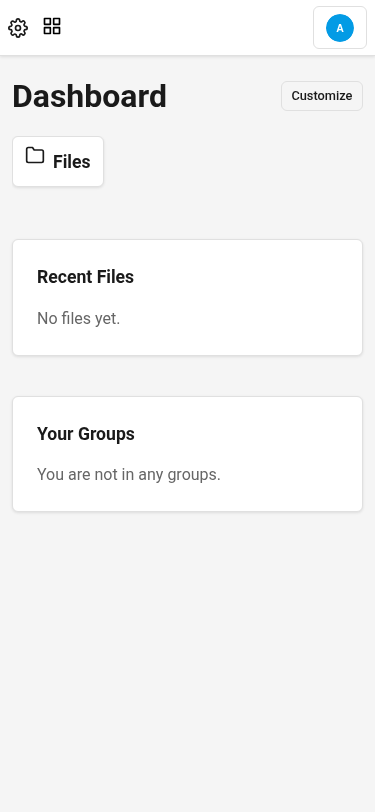 A
Dashboard
Customize
Files
Recent Files
No files yet.
Your Groups
You are not in any groups.